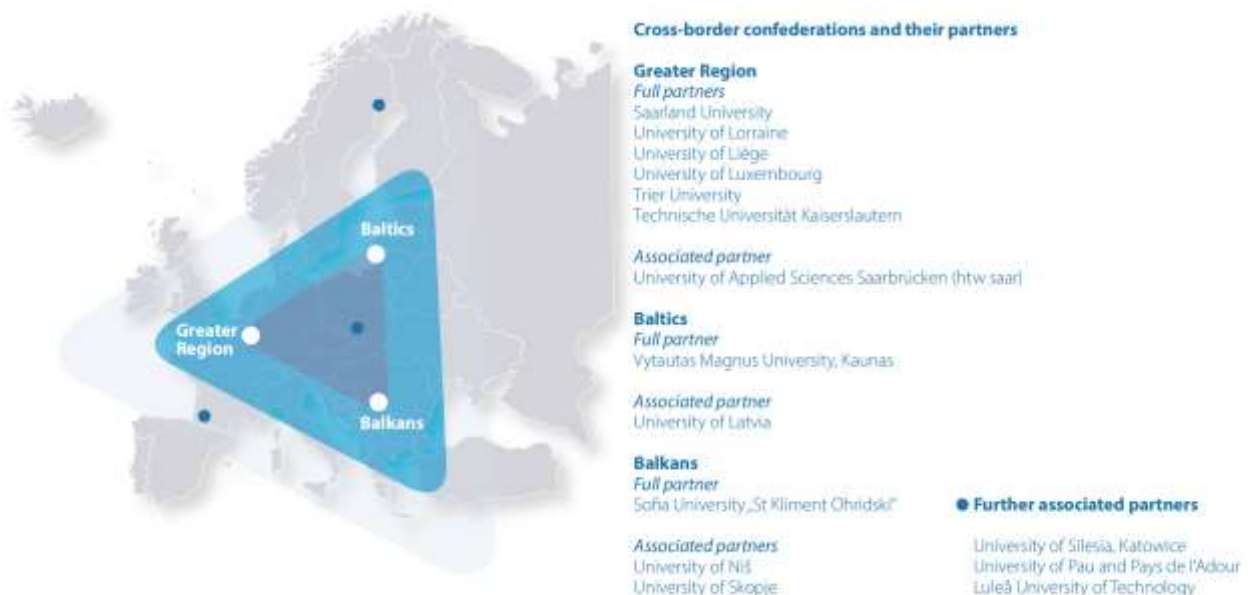 Cross-border confederations and their partners
Greater Region
Full partners
Saarland University
University of Lorraine
University of Liège
University of Luxembourg
Trier University
Technische Universität Kaiserslautern
Associated partner
University of Applied Sciences Saarbrücken (htw saar)
Baltics
Full partner
Vytautas Magnus University, Kaunas
Associated partner
University of Latvia
Balkans
Full partner
Sofia University „St Kliment Ohridski"
Associated partners
University of Niš
University of Skopje
Further associated partners
University of Silesia, Katowice
University of Pau and Pays de l'Adour
Luleå University of Technology
Baltics
Greater
Region
Balkans